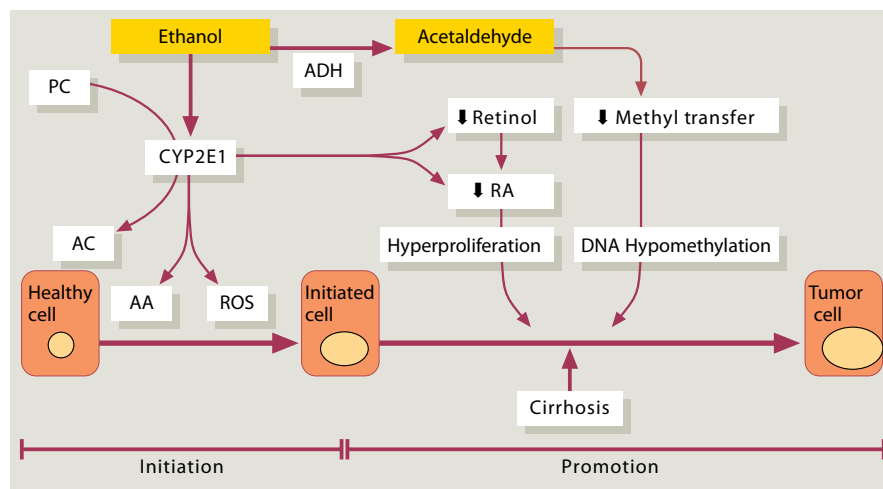 Ethanol
Acetaldehyde
ADH
PC
⬇ Retinol
⬇ Methyl transfer
CYP2E1
⬇ RA
AC
Hyperproliferation
DNA Hypomethylation
Healthy
cell
AA
ROS
Initiated
cell
Tumor
cell
Cirrhosis
Initiation
Promotion